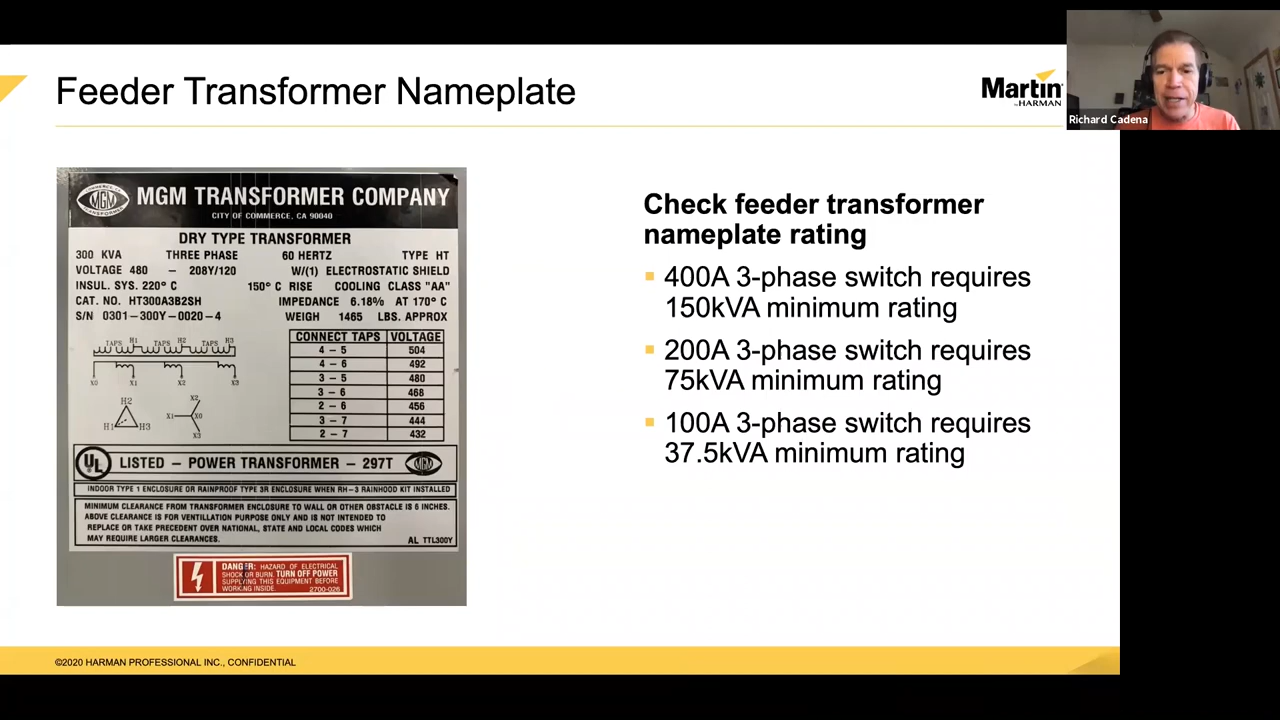 Feeder Transformer Nameplate
Martin
by HARMAN
Richard Cadena
MGM
MGM TRANSFORMER COMPANY
CITY OF COMMERCE, CA 90040
DRY TYPE TRANSFORMER
300 KVA THREE PHASE 60 HERTZ TYPE HT
VOLTAGE 480 – 208Y/120 W/(1) ELECTROSTATIC SHIELD
INSUL. SYS. 220° C 150° C RISE COOLING CLASS "AA"
CAT. NO. HT300A3B2SH IMPEDANCE 6.18% AT 170° C
S/N 0301-300Y-0020-4 WEIGH 1465 LBS. APPROX
TAPS H1 TAPS H2 TAPS H3
X0 X1 X2 X3
H2
H1 H3
X2
X1 X0
X3
CONNECT TAPS VOLTAGE
4 – 5 504
4 – 6 492
3 – 5 480
3 – 6 468
2 – 6 456
3 – 7 444
2 – 7 432
UL LISTED – POWER TRANSFORMER – 297T MGM
INDOOR TYPE 1 ENCLOSURE OR RAINPROOF TYPE 3R ENCLOSURE WHEN RH-3 RAINHOOD KIT INSTALLED
MINIMUM CLEARANCE FROM TRANSFORMER ENCLOSURE TO WALL OR OTHER OBSTACLE IS 6 INCHES.
ABOVE CLEARANCE IS FOR VENTILATION PURPOSE ONLY AND IS NOT INTENDED TO
REPLACE OR TAKE PRECEDENT OVER NATIONAL, STATE AND LOCAL CODES WHICH
MAY REQUIRE LARGER CLEARANCES. AL TTL300Y
DANGER: HAZARD OF ELECTRICAL
SHOCK OR BURN. TURN OFF POWER
SUPPLYING THIS EQUIPMENT BEFORE
WORKING INSIDE. 2700-026
Check feeder transformer
nameplate rating
400A 3-phase switch requires
150kVA minimum rating
200A 3-phase switch requires
75kVA minimum rating
100A 3-phase switch requires
37.5kVA minimum rating
©2020 HARMAN PROFESSIONAL INC., CONFIDENTIAL